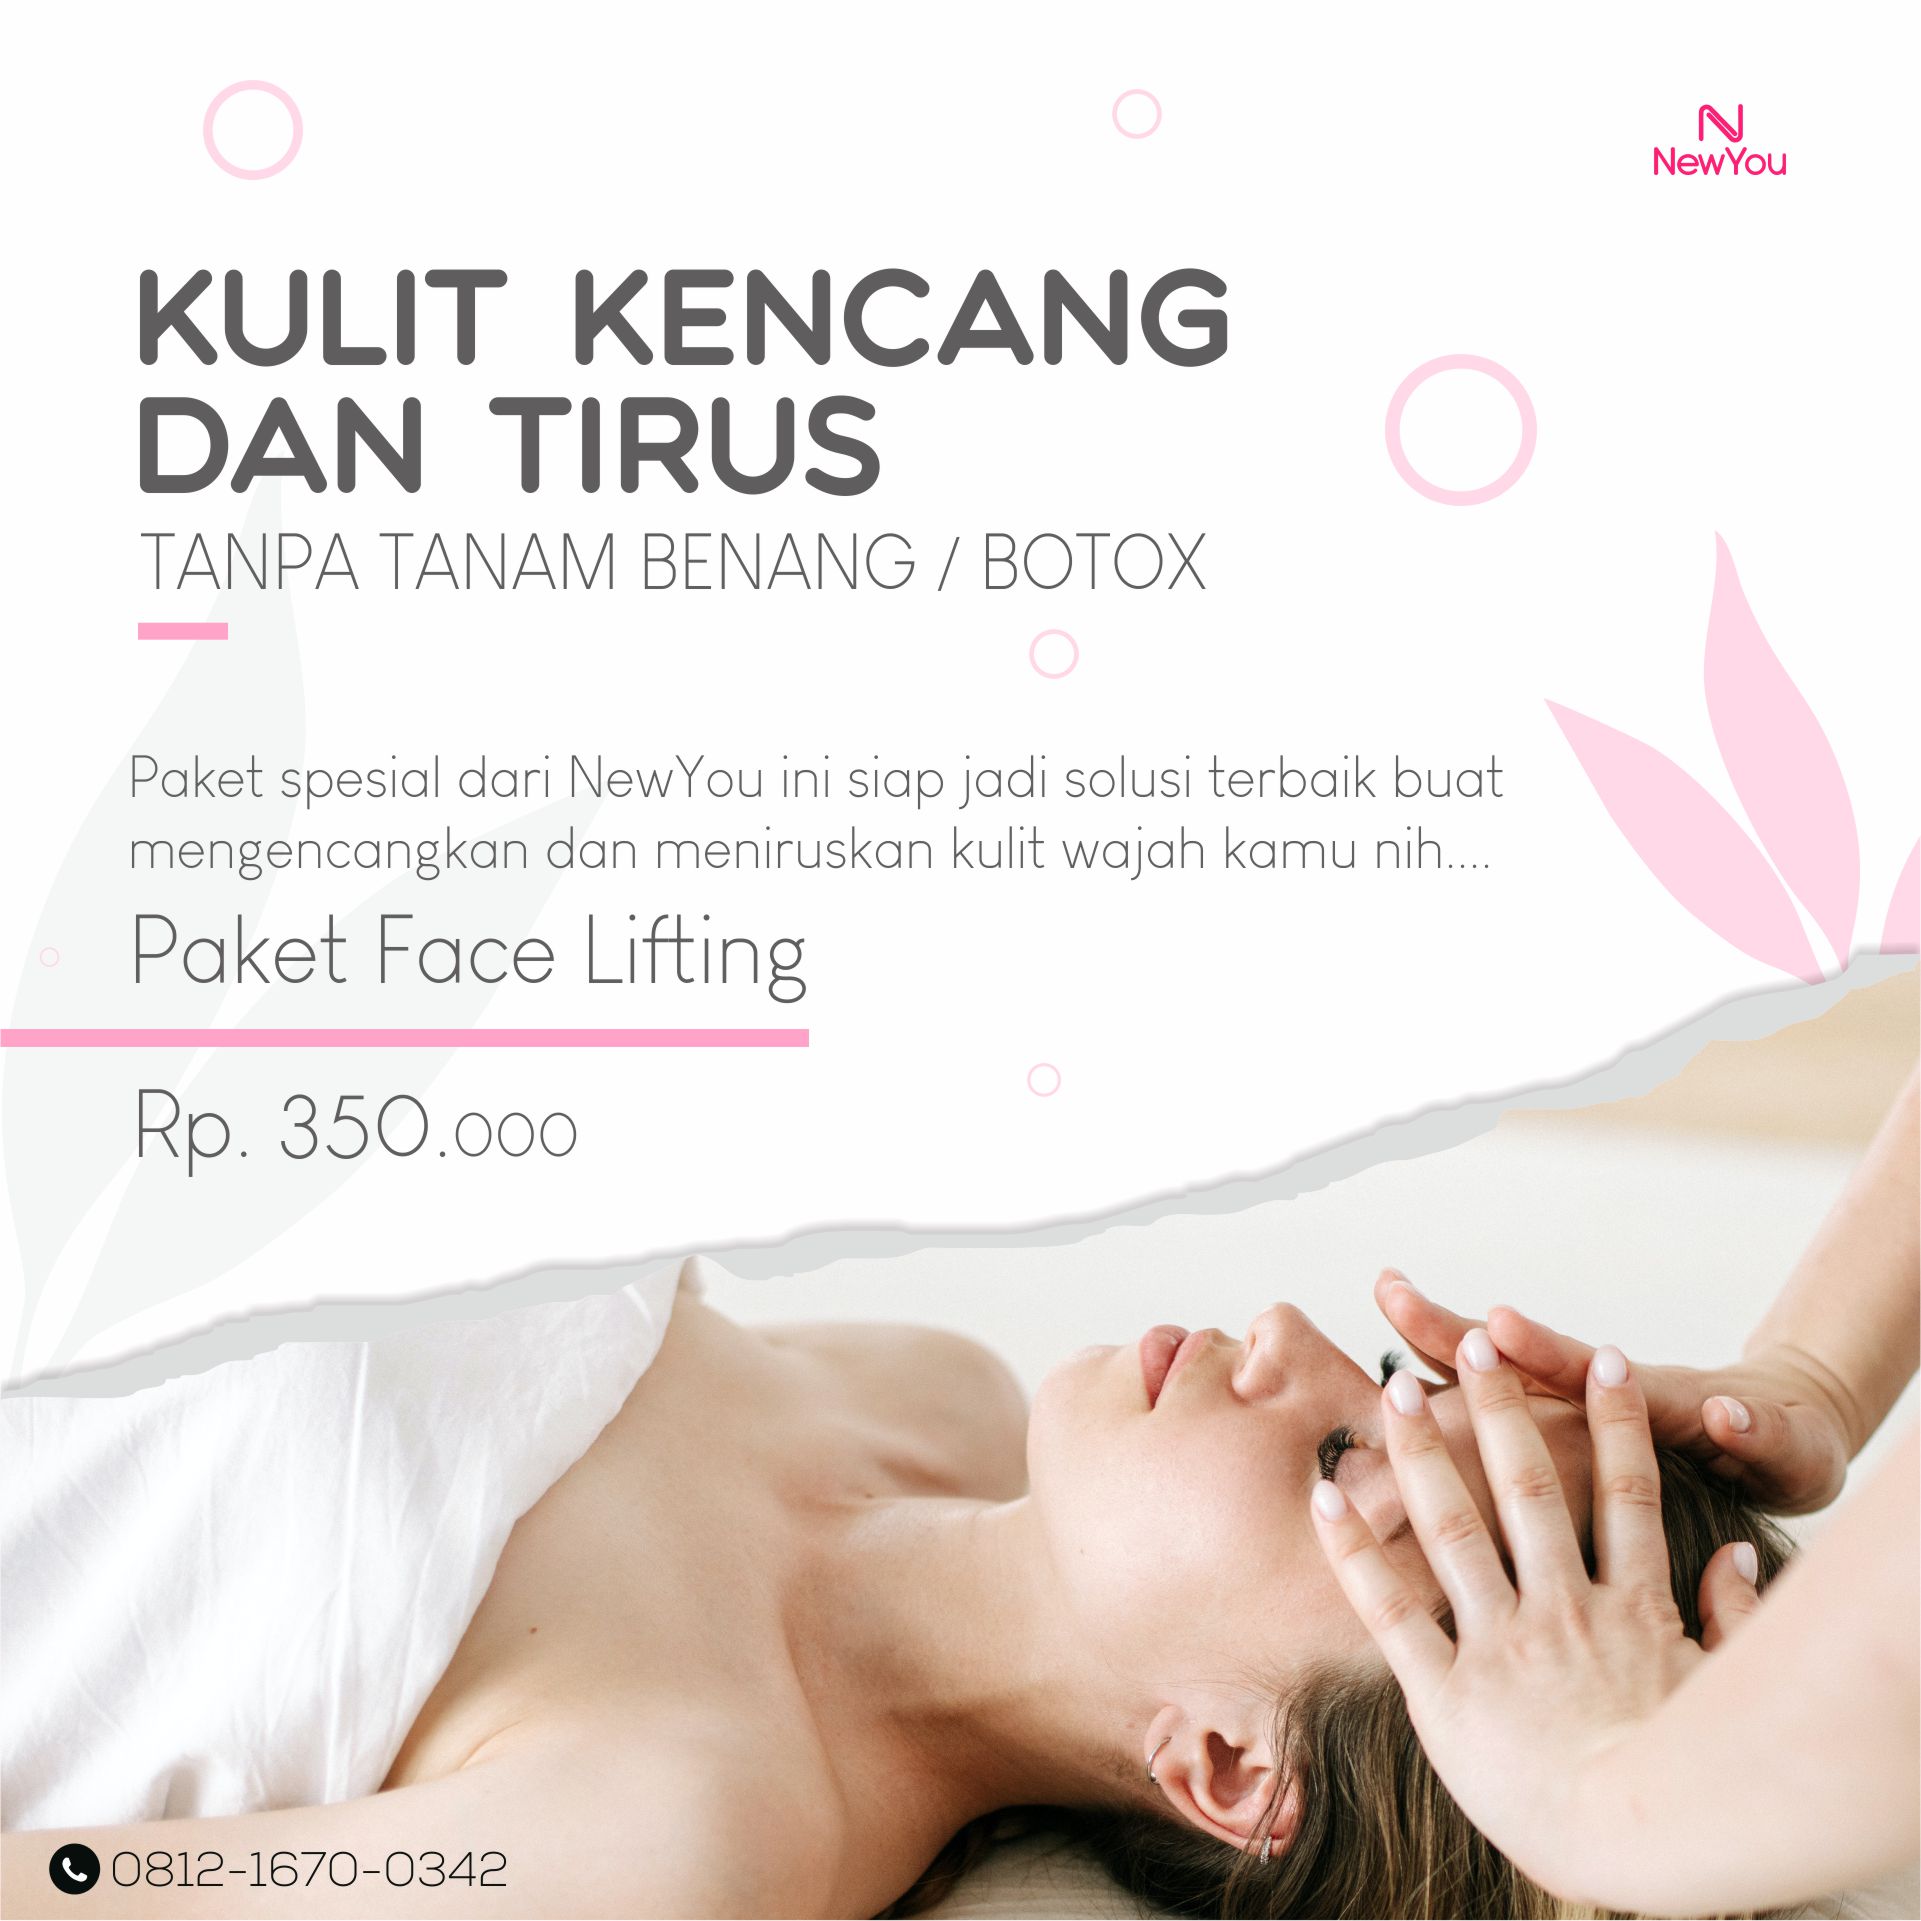 NewYou
KULIT KENCANG
DAN TIRUS
TANPA TANAM BENANG / BOTOX
Paket spesial dari NewYou ini siap jadi solusi terbaik buat
mengencangkan dan meniruskan kulit wajah kamu nih....
Paket Face Lifting
Rp. 350.000
0812-1670-0342